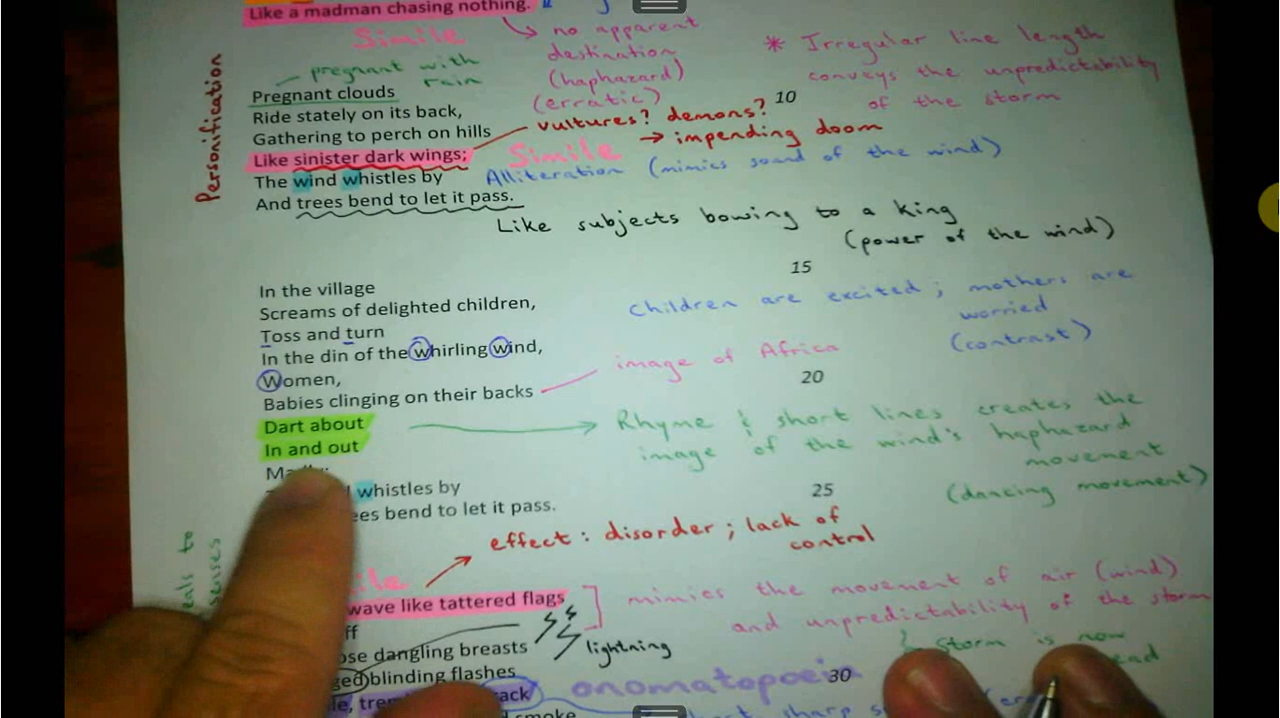 Like a madman chasing nothing.
Simile
no apparent
destination
(haphazard)
(erratic)
* Irregular line length
conveys the unpredictability
of the storm
pregnant with
rain
Personification
Pregnant clouds
Ride stately on its back,
10
Gathering to perch on hills
vultures? demons?
→ impending doom
Like sinister dark wings;
Simile
The wind whistles by
Alliteration (mimics sound of the wind)
And trees bend to let it pass.
Like subjects bowing to a king
(power of the wind)
15
In the village
Screams of delighted children,
Children are excited; mothers are
worried
(contrast)
Toss and turn
In the din of the whirling wind,
Women,
image of Africa
20
Babies clinging on their backs
Dart about
Rhyme & short lines creates the
image of the wind's haphazard
movement
(dancing movement)
In and out
whistles by
25
bend to let it pass.
effect: disorder; lack of
control
wave like tattered flags
mimics the movement of air (wind)
and unpredictability of the storm
dangling breasts
lightning
storm is now
blinding flashes
onomatopoeia
30
short sharp
smoke